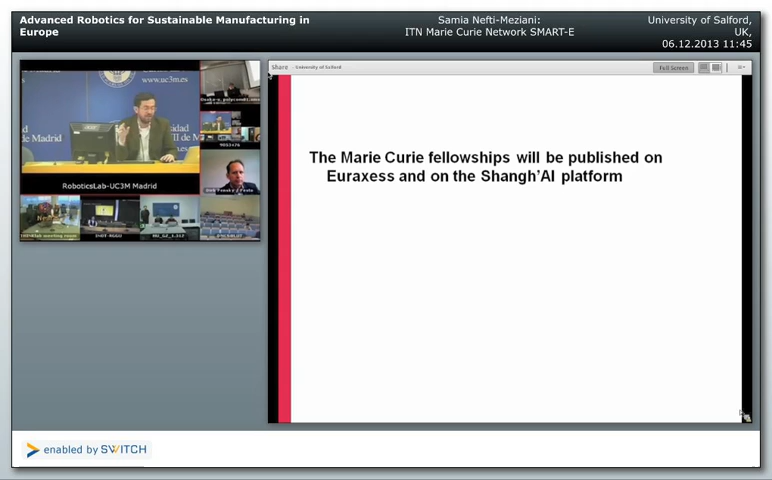 Advanced Robotics for Sustainable Manufacturing in
Europe
Samia Nefti-Meziani:
ITN Marie Curie Network SMART-E
University of Salford,
UK,
06.12.2013 11:45
www.uc3m.es
Madrid
RoboticsLab-UC3M Madrid
Share
University of Salford
Full Screen
The Marie Curie fellowships will be published on
Euraxess and on the Shangh'AI platform
enabled by SWITCH